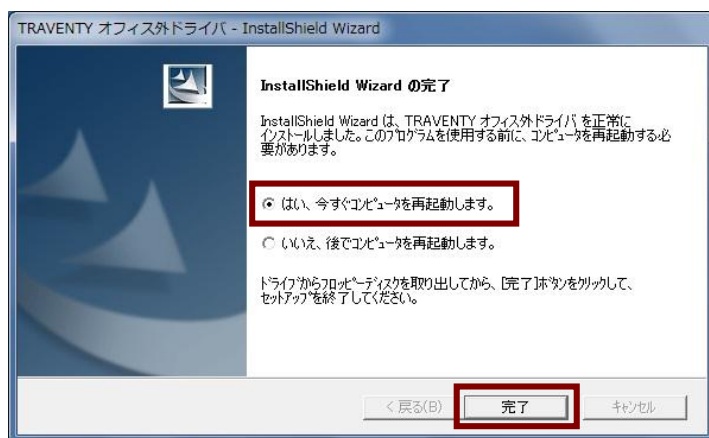 TRAVENTY オフィス外ドライバ - InstallShield Wizard
InstallShield Wizard の完了
InstallShield Wizard は、TRAVENTY オフィス外ドライバ を正常に
インストールしました。このプログラムを使用する前に、コンピュータを再起動する必
要があります。
はい、今すぐコンピュータを再起動します。
いいえ、後でコンピュータを再起動します。
ドライブからフロッピーディスクを取り出してから、[完了]ボタンをクリックして、
セットアップを終了してください。
< 戻る(B)
完了
キャンセル